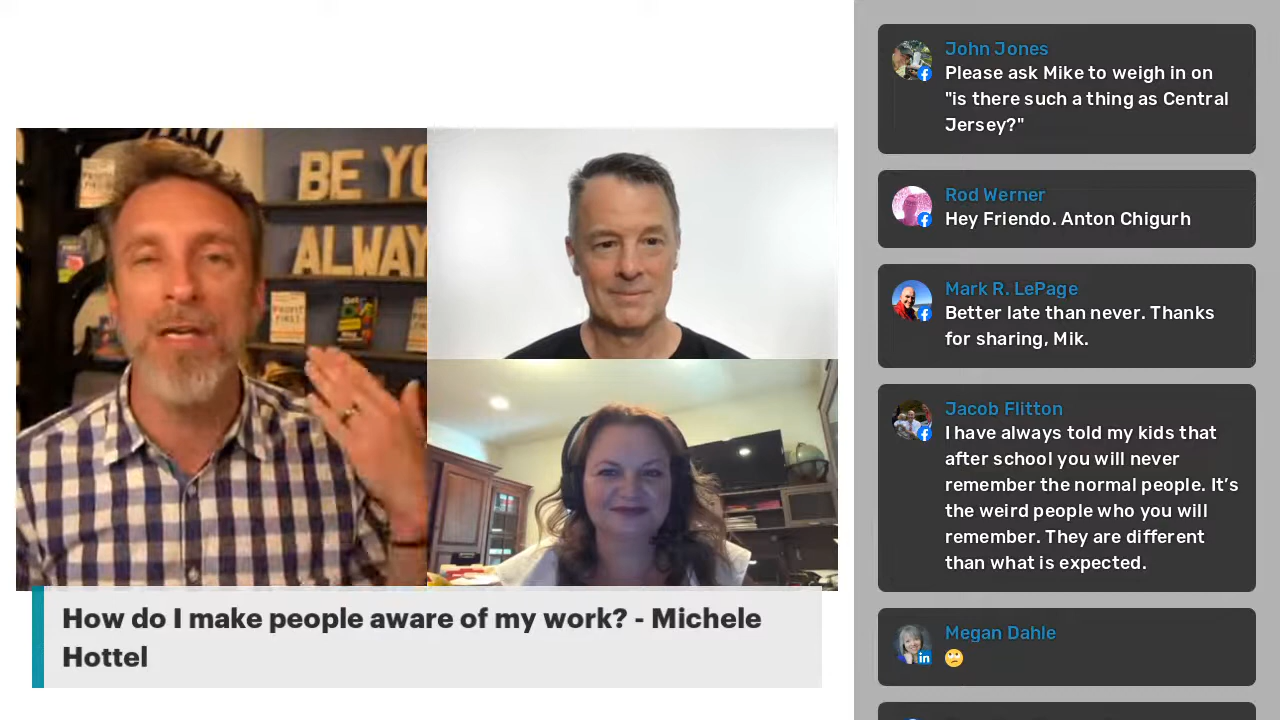 BE YO
ALWAY
PROFIT
FIRST
Get
How do I make people aware of my work? - Michele
Hottel
John Jones
Please ask Mike to weigh in on
"is there such a thing as Central
Jersey?"
Rod Werner
Hey Friendo. Anton Chigurh
Mark R. LePage
Better late than never. Thanks
for sharing, Mik.
Jacob Flitton
I have always told my kids that
after school you will never
remember the normal people. It’s
the weird people who you will
remember. They are different
than what is expected.
Megan Dahle
🙄